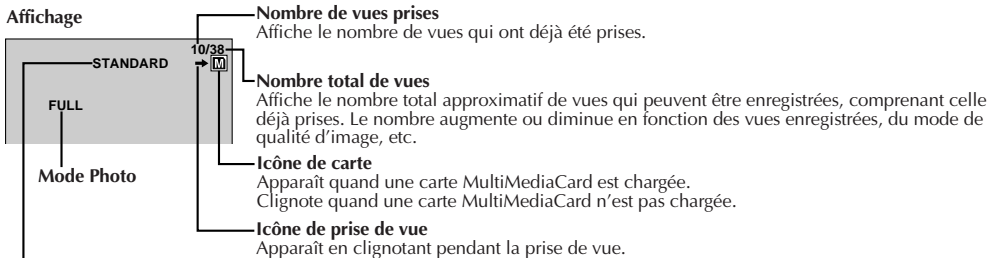 Affichage
10/38
STANDARD
M
FULL
Mode Photo
Nombre de vues prises
Affiche le nombre de vues qui ont déjà été prises.
Nombre total de vues
Affiche le nombre total approximatif de vues qui peuvent être enregistrées, comprenant celle
déjà prises. Le nombre augmente ou diminue en fonction des vues enregistrées, du mode de
qualité d'image, etc.
Icône de carte
Apparaît quand une carte MultiMediaCard est chargée.
Clignote quand une carte MultiMediaCard n'est pas chargée.
Icône de prise de vue
Apparaît en clignotant pendant la prise de vue.